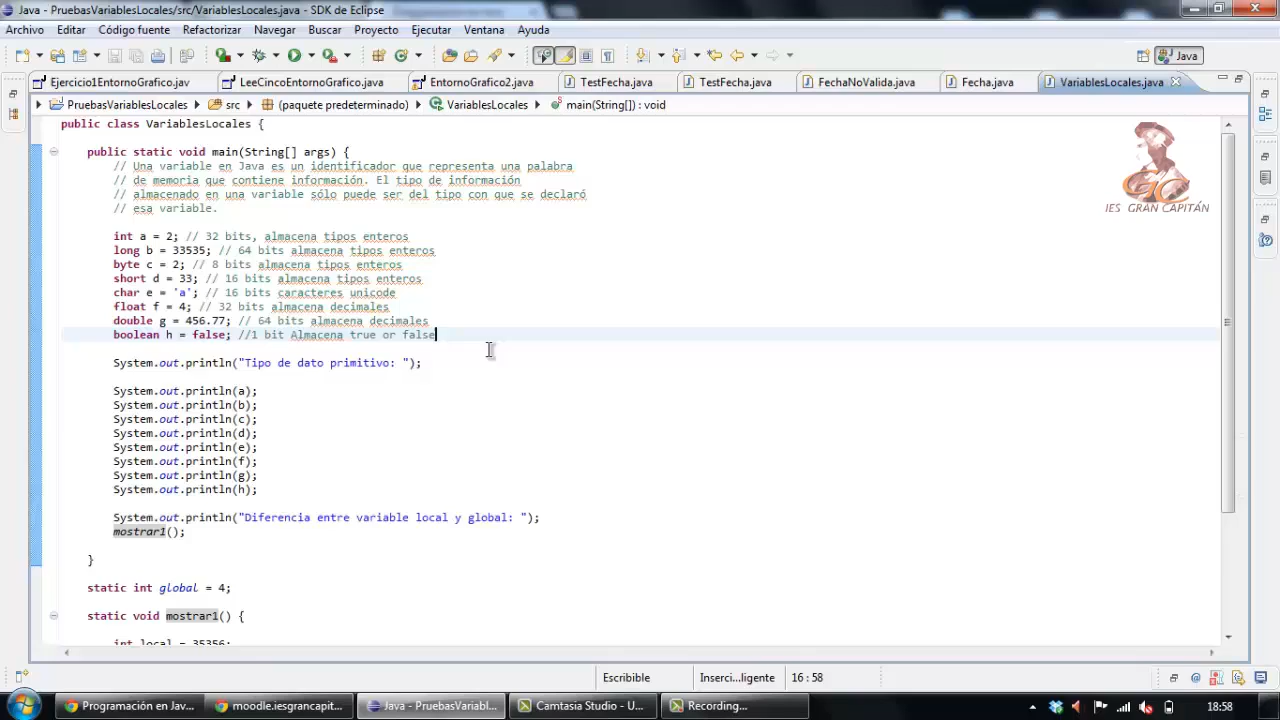 Java - PruebasVariablesLocales/src/VariablesLocales.java - SDK de Eclipse
Archivo Editar Código fuente Refactorizar Navegar Buscar Proyecto Ejecutar Ventana Ayuda
Java
Ejercicio1EntornoGrafico.jav LeeCincoEntornoGrafico.java EntornoGrafico2.java TestFecha.java TestFecha.java FechaNoValida.java Fecha.java VariablesLocales.java
PruebasVariablesLocales src (paquete predeterminado) VariablesLocales main(String[]) : void
public class VariablesLocales {
public static void main(String[] args) {
// Una variable en Java es un identificador que representa una palabra
// de memoria que contiene información. El tipo de información
// almacenado en una variable sólo puede ser del tipo con que se declaró
// esa variable.
int a = 2; // 32 bits, almacena tipos enteros
long b = 33535; // 64 bits almacena tipos enteros
byte c = 2; // 8 bits almacena tipos enteros
short d = 33; // 16 bits almacena tipos enteros
char e = 'a'; // 16 bits caracteres unicode
float f = 4; // 32 bits almacena decimales
double g = 456.77; // 64 bits almacena decimales
boolean h = false; //1 bit Almacena true or false
System.out.println("Tipo de dato primitivo: ");
System.out.println(a);
System.out.println(b);
System.out.println(c);
System.out.println(d);
System.out.println(e);
System.out.println(f);
System.out.println(g);
System.out.println(h);
System.out.println("Diferencia entre variable local y global: ");
mostrar1();
}
static int global = 4;
static void mostrar1() {
int local = 35356;
IES GRAN CAPITÁN
Escribible Inserci...ligente 16 : 58
Programación en Jav... moodle.iesgrancapit... Java - PruebasVariabl... Camtasia Studio - U... Recording... 18:58